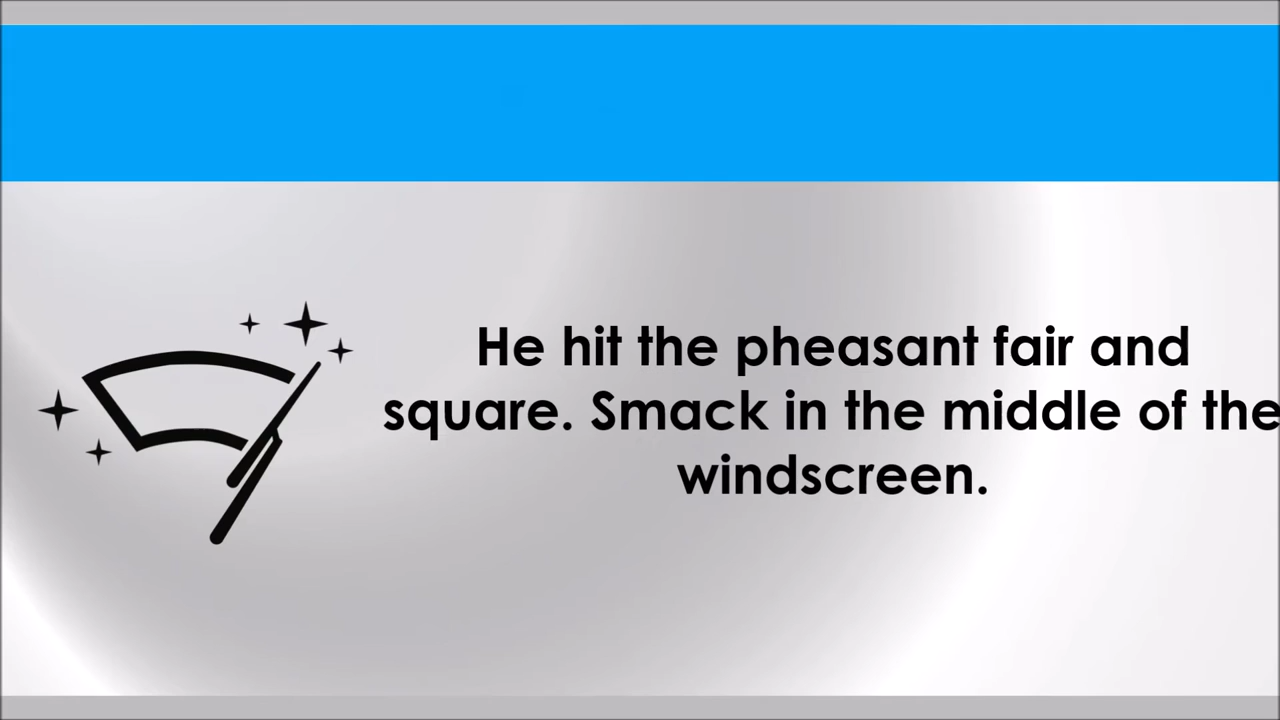 He hit the pheasant fair and
square. Smack in the middle of the
windscreen.